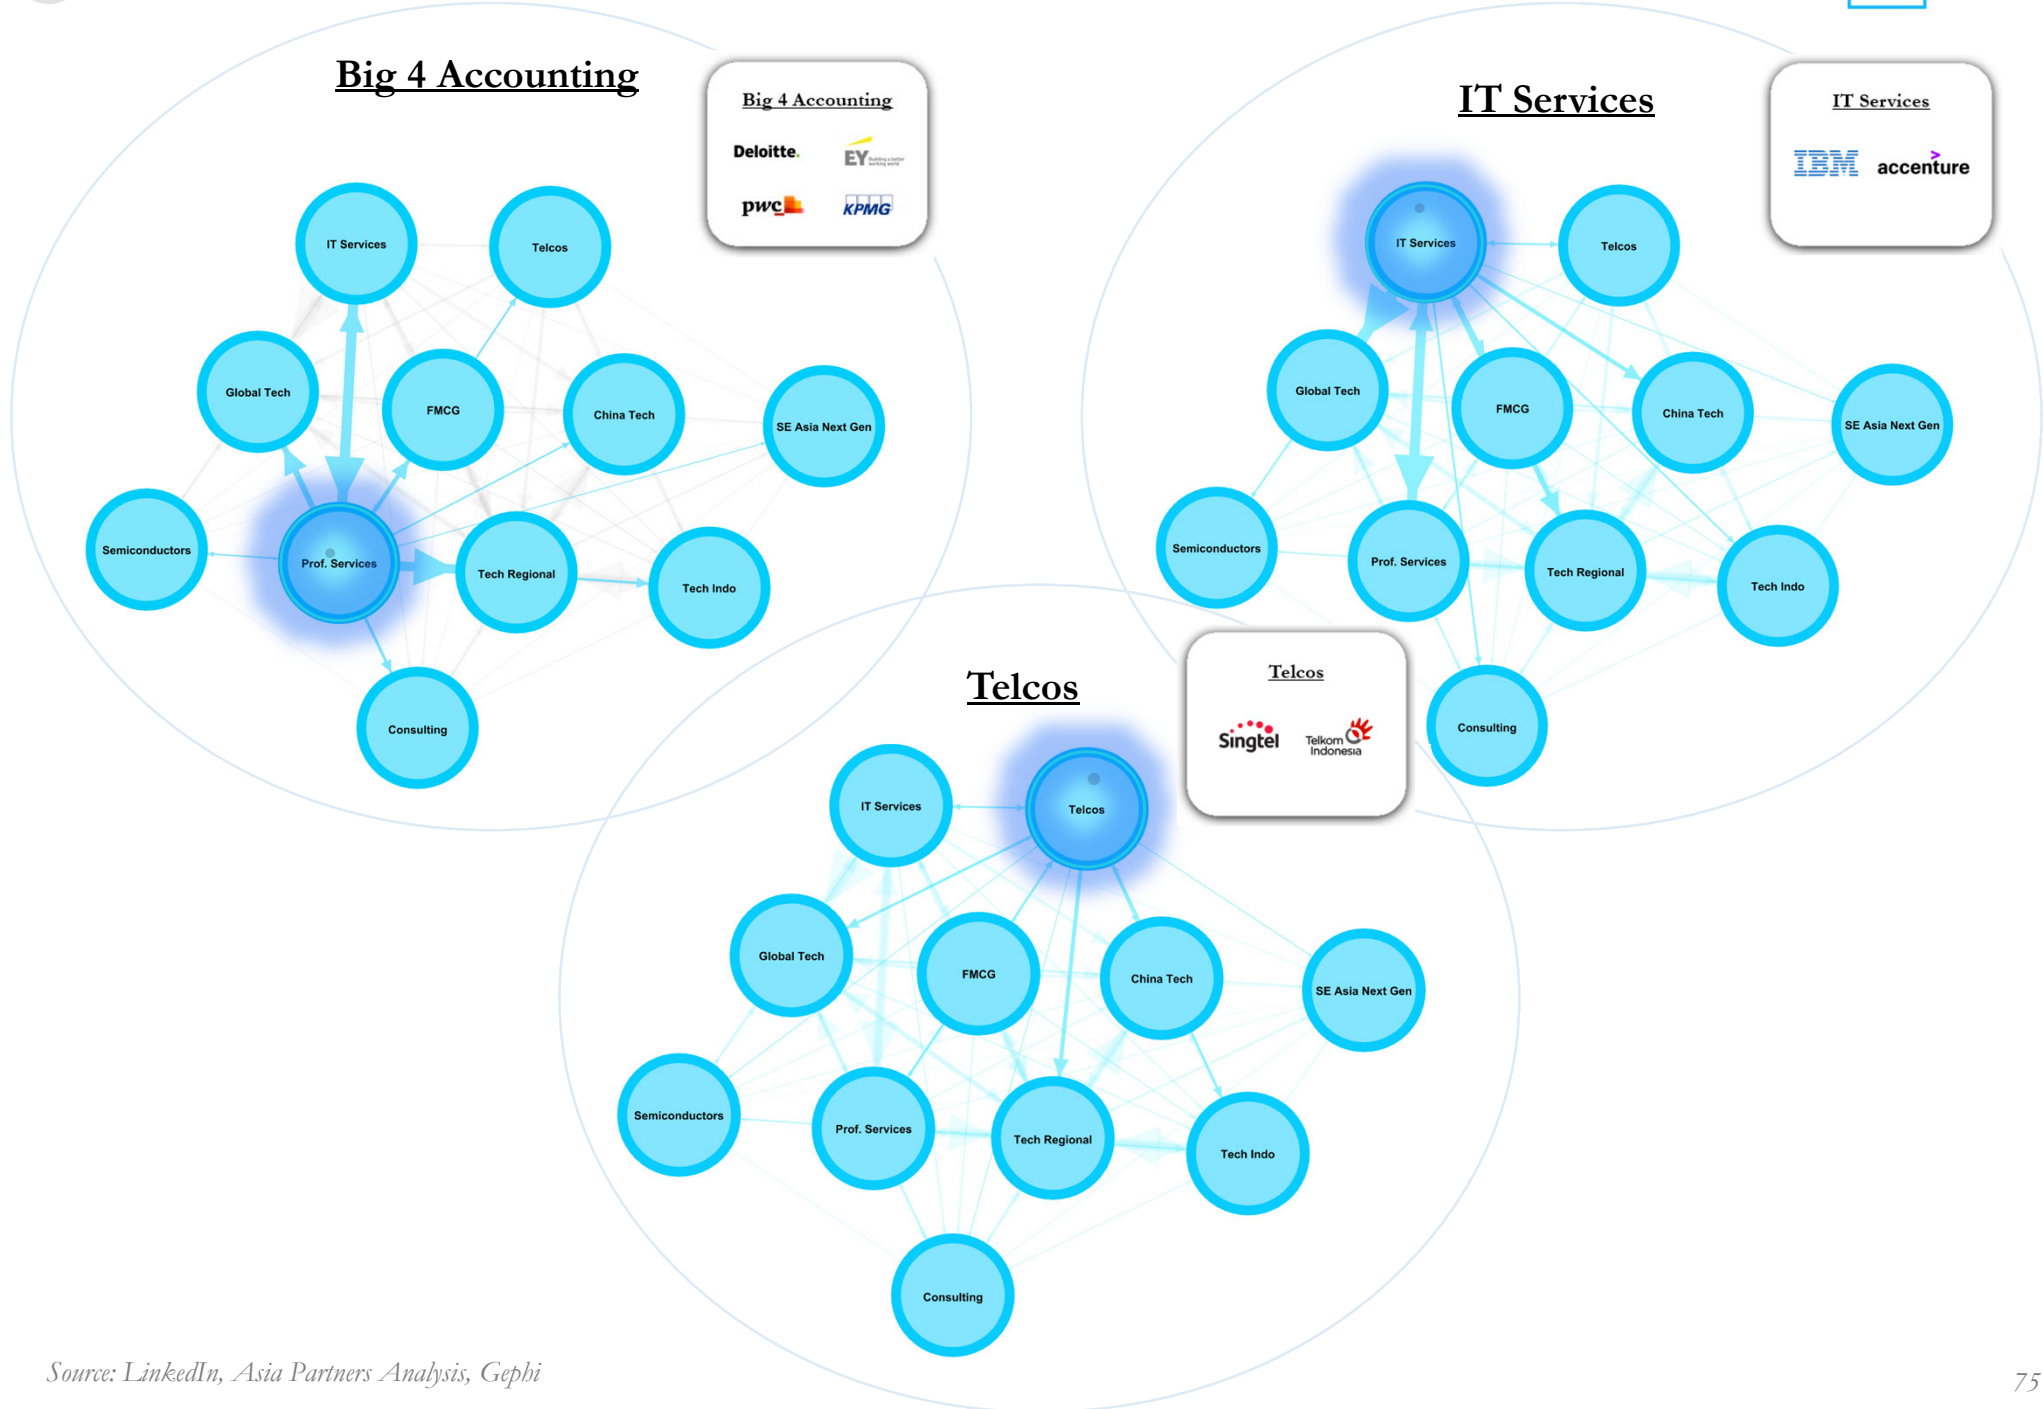 Big 4 Accounting
Big 4 Accounting
Deloitte.
EY Building a better
working world
pwc
KPMG
IT Services
Telcos
Global Tech
FMCG
China Tech
SE Asia Next Gen
Semiconductors
Prof. Services
Tech Regional
Tech Indo
Consulting
IT Services
IT Services
IBM
accenture
IT Services
Telcos
Global Tech
FMCG
China Tech
SE Asia Next Gen
Semiconductors
Prof. Services
Tech Regional
Tech Indo
Consulting
Telcos
Telcos
Singtel
Telkom
Indonesia
IT Services
Telcos
Global Tech
FMCG
China Tech
SE Asia Next Gen
Semiconductors
Prof. Services
Tech Regional
Tech Indo
Consulting
Source: LinkedIn, Asia Partners Analysis, Gephi
75